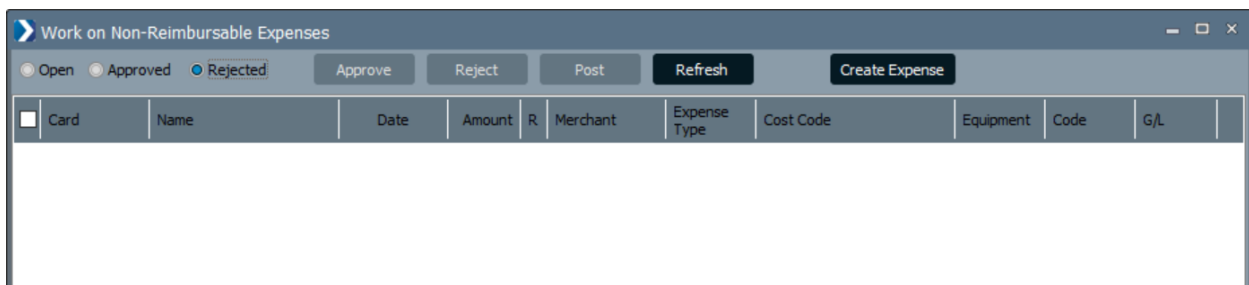 Work on Non-Reimbursable Expenses
Open Approved Rejected Approve Reject Post Refresh Create Expense
Card Name Date Amount R Merchant Expense Type Cost Code Equipment Code G/L